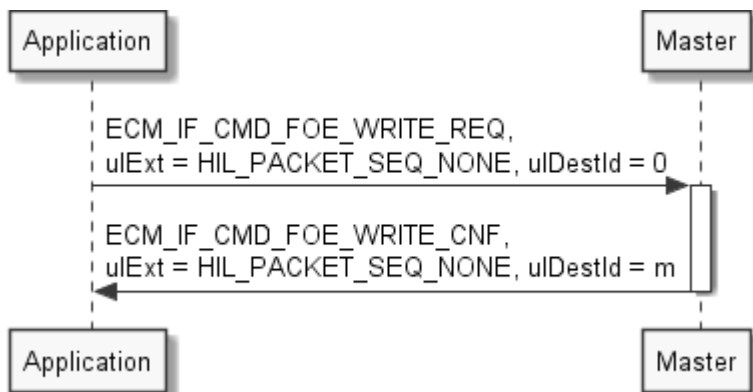 Application Master
ECM_IF_CMD_FOE_WRITE_REQ,
ulExt = HIL_PACKET_SEQ_NONE, ulDestId = 0
ECM_IF_CMD_FOE_WRITE_CNF,
ulExt = HIL_PACKET_SEQ_NONE, ulDestId = m
Application Master